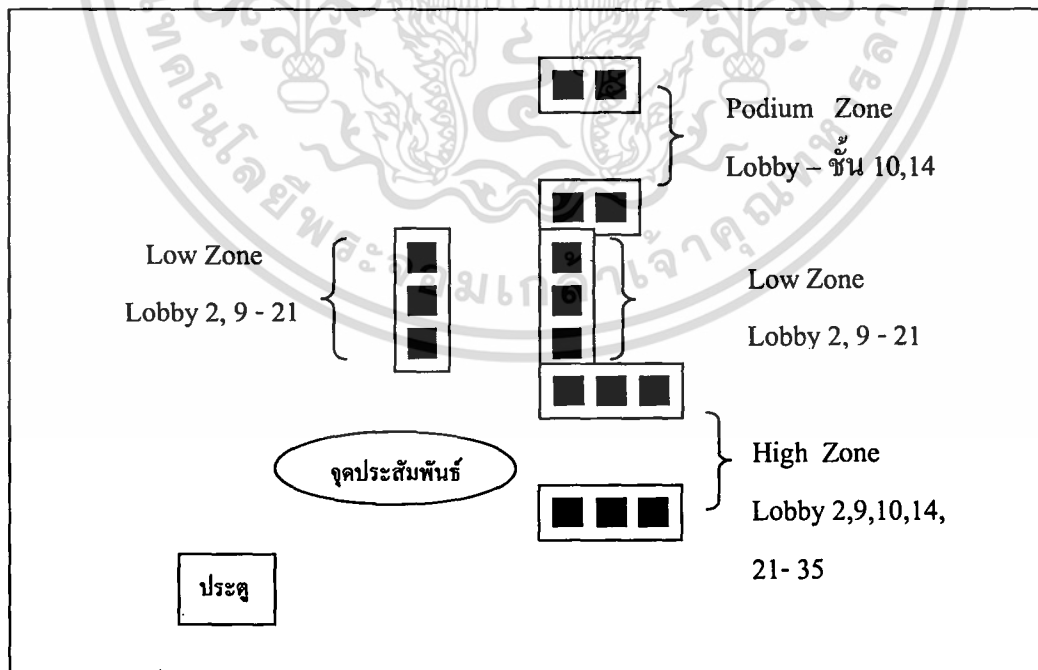 Podium Zone
Lobby – ชั้น 10,14
Low Zone
Lobby 2, 9 - 21
Low Zone
Lobby 2, 9 - 21
High Zone
Lobby 2,9,10,14,
21- 35
จุดประสัมพันธ์
ประตู